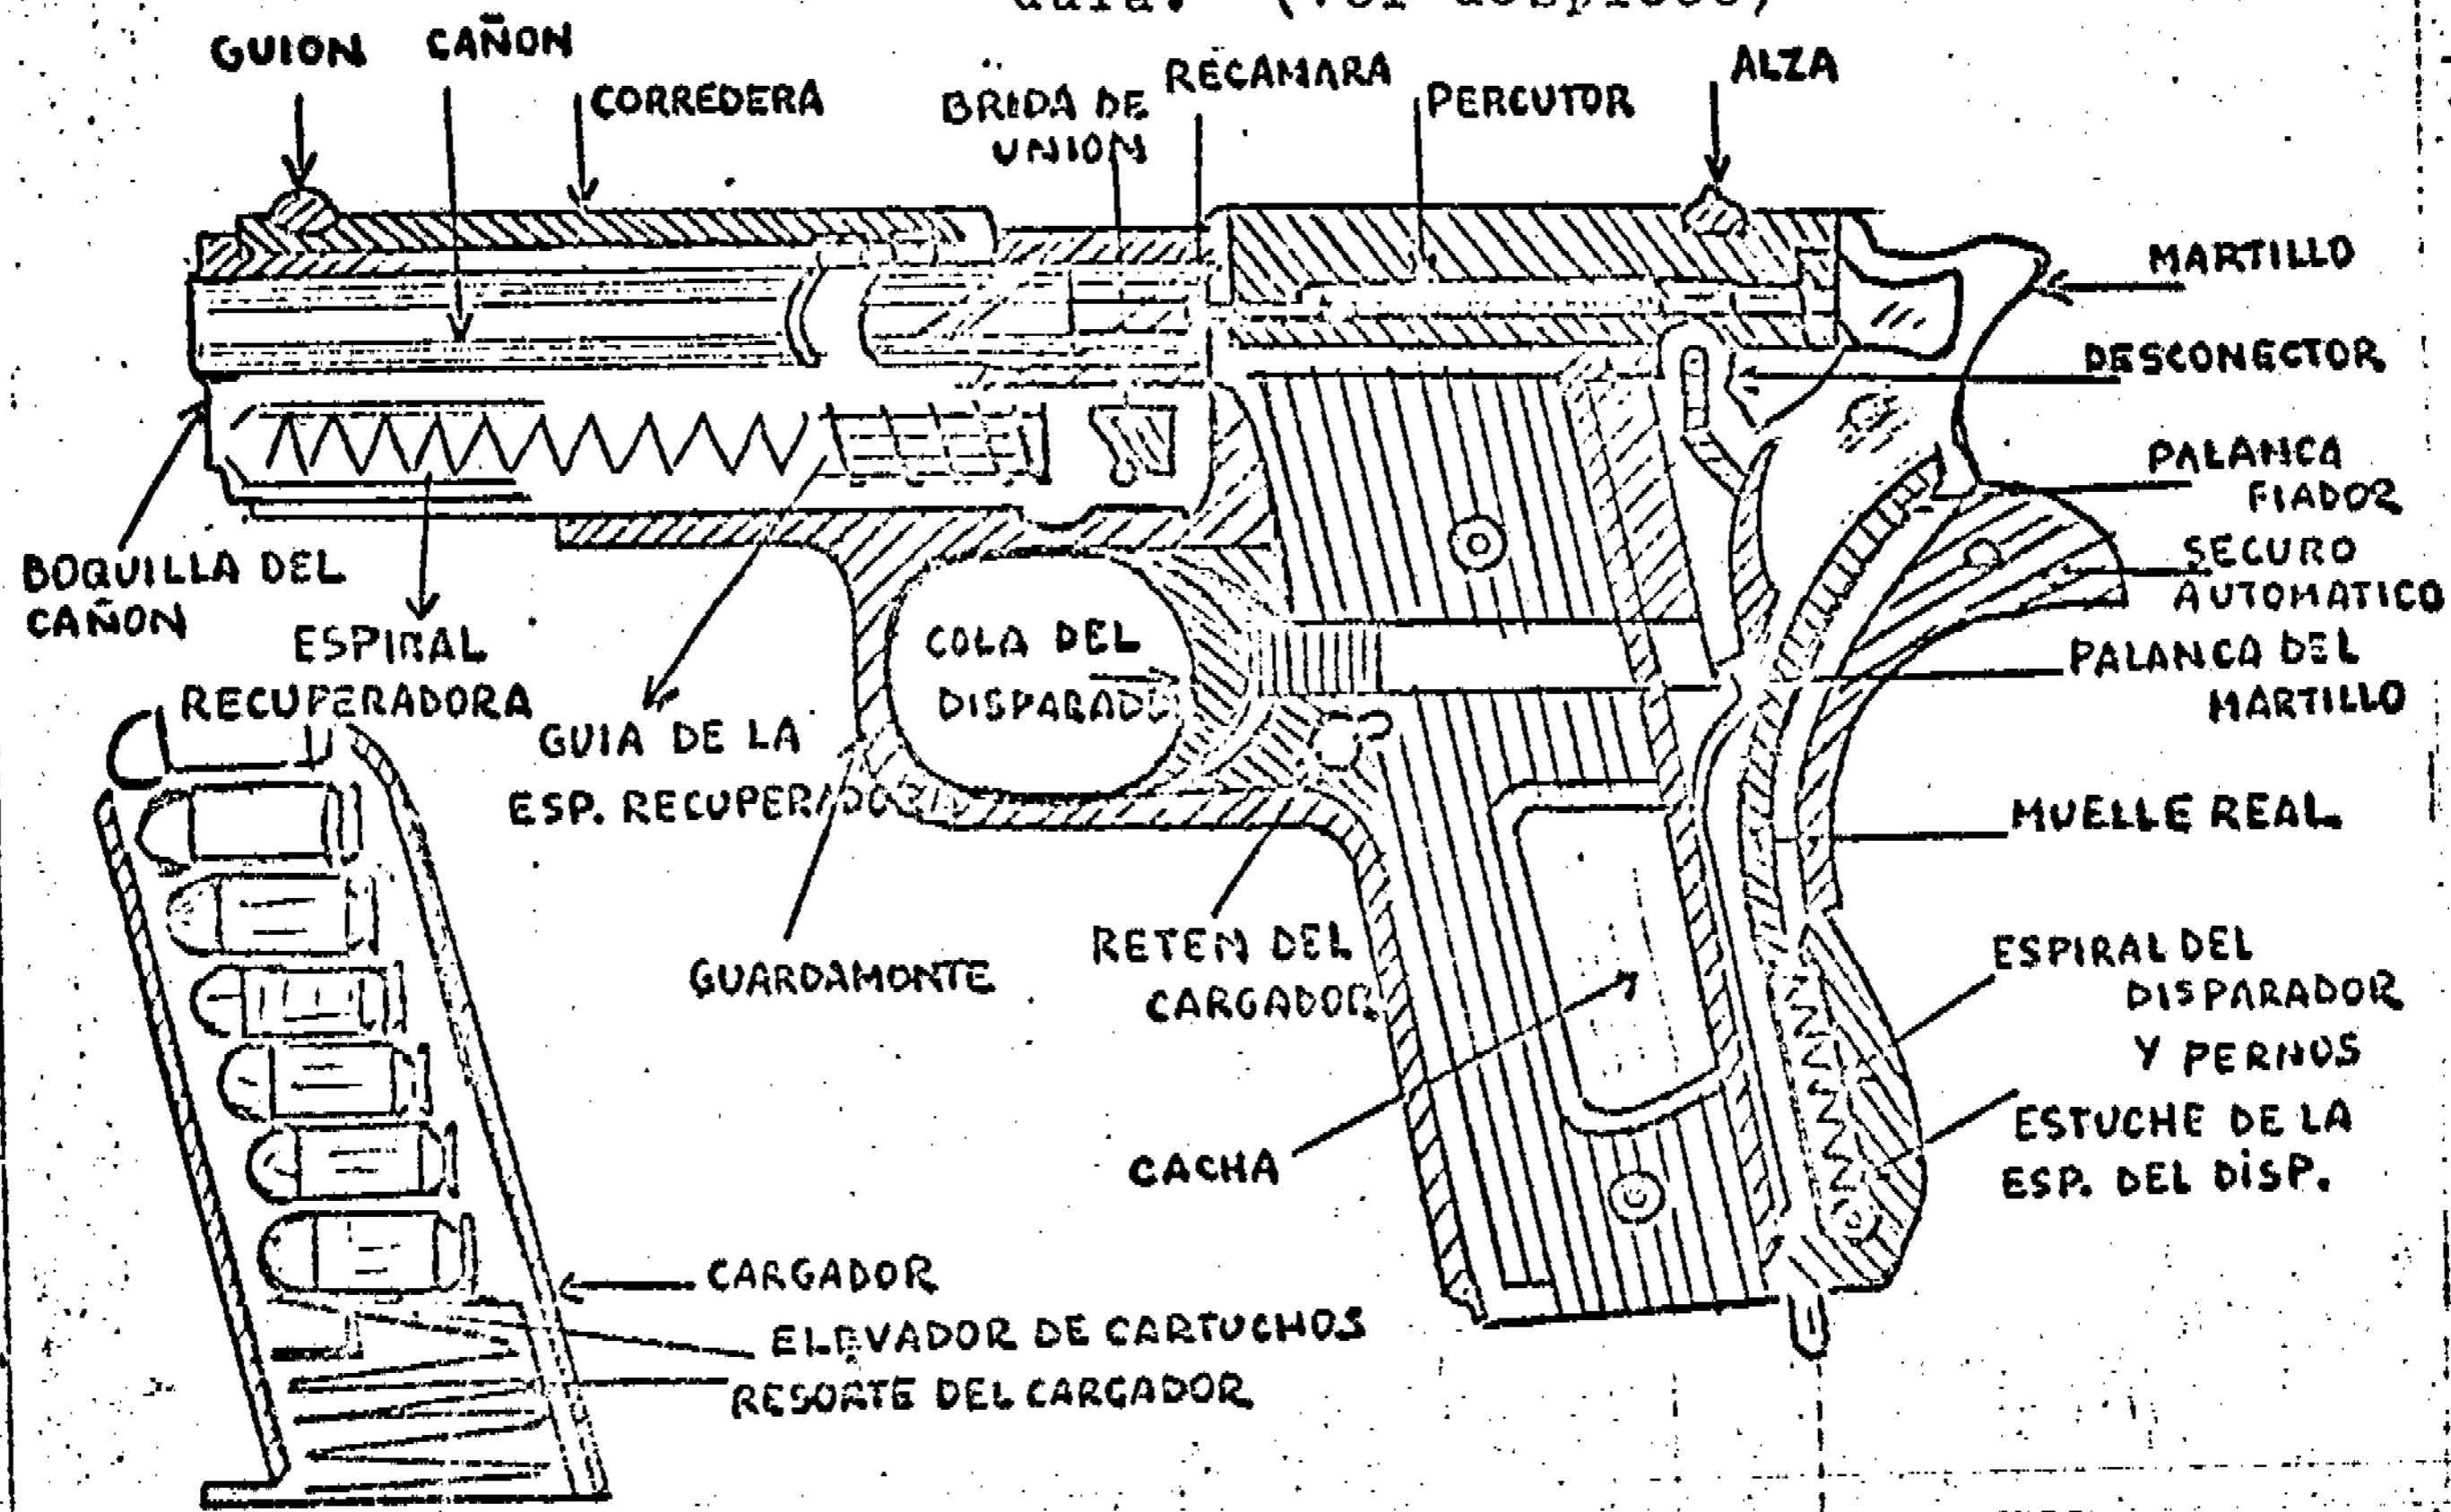 (Ver despiece)
GUION
CAÑON
CORREDERA
BRIDA DE
UNION
RECAMARA
PERCUTOR
ALZA
MARTILLO
DESCONECTOR
PALANCA
FIADOR
SEGURO
AUTOMATICO
PALANCA DEL
MARTILLO
MUELLE REAL
ESPIRAL DEL
DISPARADOR
Y PERNOS
ESTUCHE DE LA
ESP. DEL DISP.
BOQUILLA DEL
CAÑON
ESPIRAL
RECUPERADORA
GUIA DE LA
ESP. RECUPERADORA
COLA DEL
DISPARADOR
GUARDAMONTE
RETEN DEL
CARGADOR
CACHA
CARGADOR
ELEVADOR DE CARTUCHOS
RESORTE DEL CARGADOR